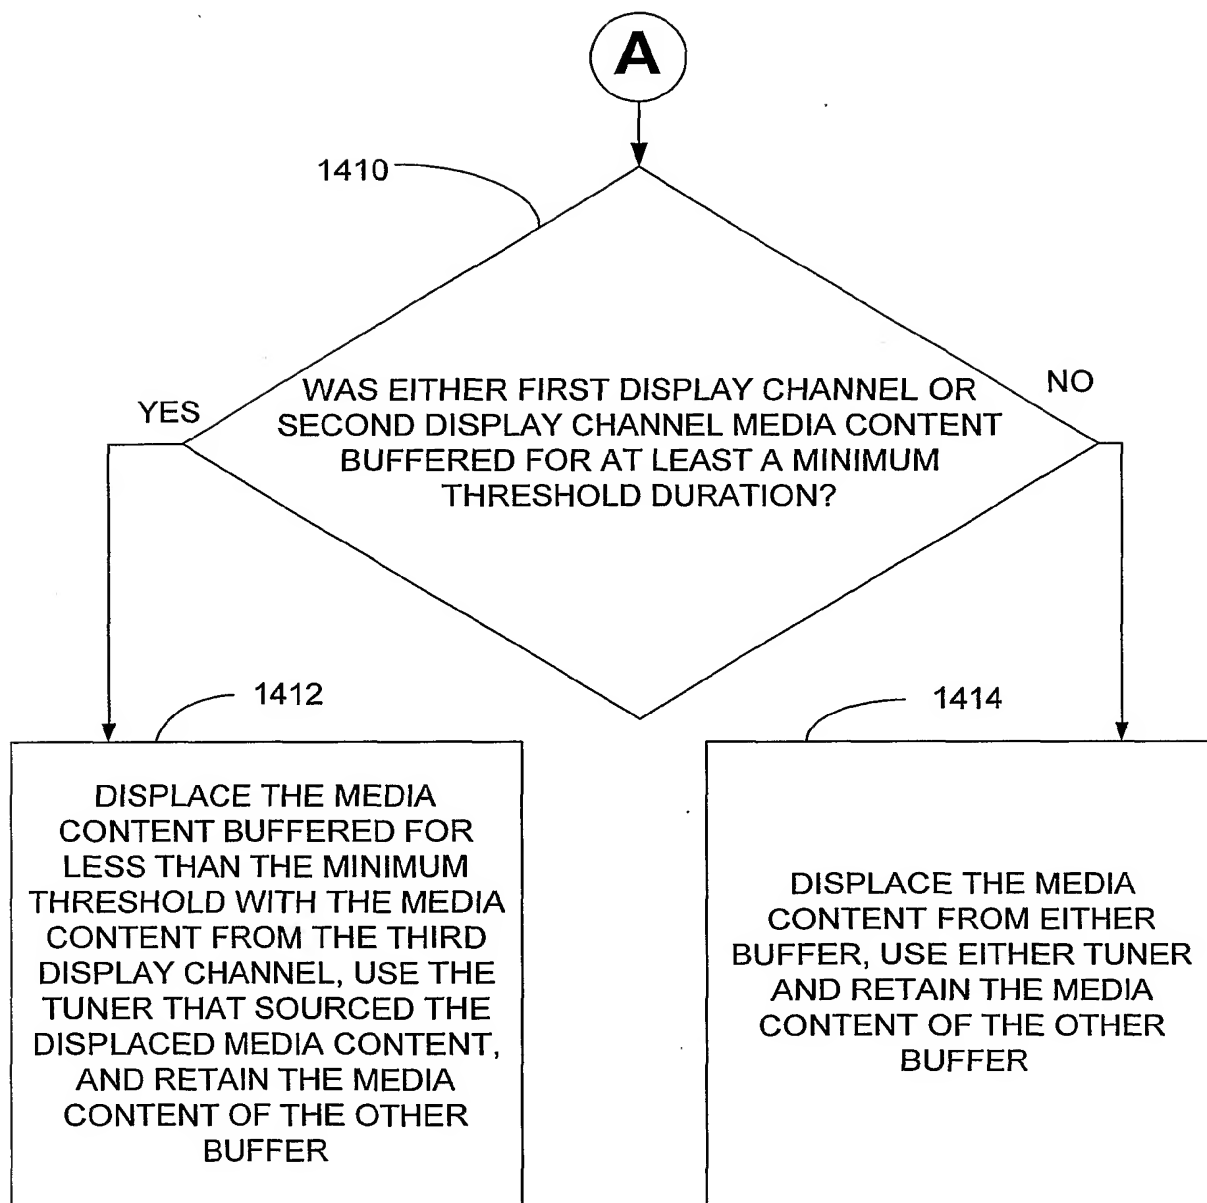 A
1410
WAS EITHER FIRST DISPLAY CHANNEL OR
SECOND DISPLAY CHANNEL MEDIA CONTENT
BUFFERED FOR AT LEAST A MINIMUM
THRESHOLD DURATION?
YES
NO
1412
DISPLACE THE MEDIA
CONTENT BUFFERED FOR
LESS THAN THE MINIMUM
THRESHOLD WITH THE MEDIA
CONTENT FROM THE THIRD
DISPLAY CHANNEL, USE THE
TUNER THAT SOURCED THE
DISPLACED MEDIA CONTENT,
AND RETAIN THE MEDIA
CONTENT OF THE OTHER
BUFFER
1414
DISPLACE THE MEDIA
CONTENT FROM EITHER
BUFFER, USE EITHER TUNER
AND RETAIN THE MEDIA
CONTENT OF THE OTHER
BUFFER